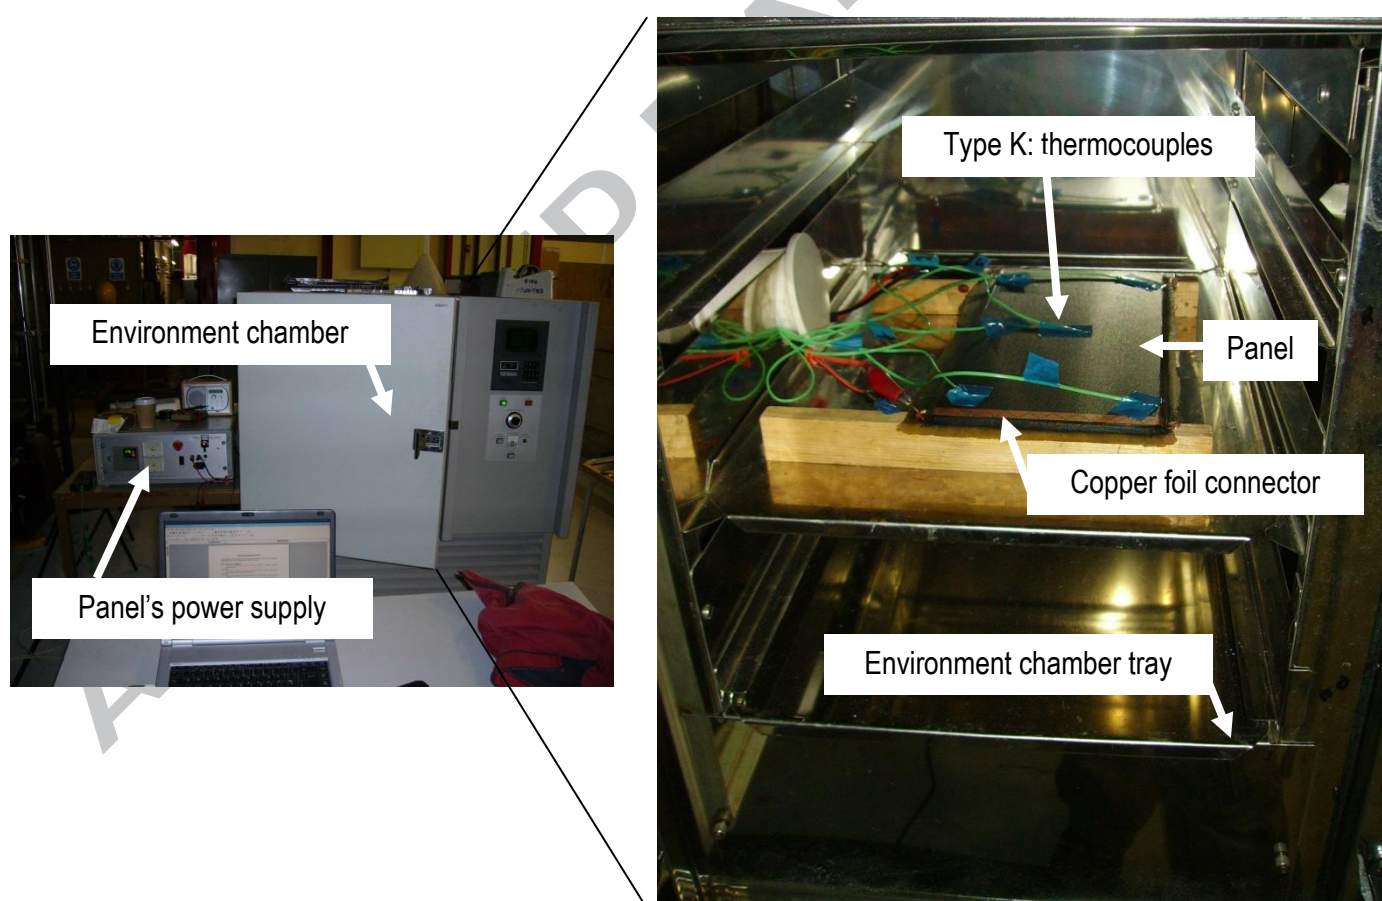 Type K: thermocouples
Environment chamber
Panel
Copper foil connector
Panel's power supply
Environment chamber tray